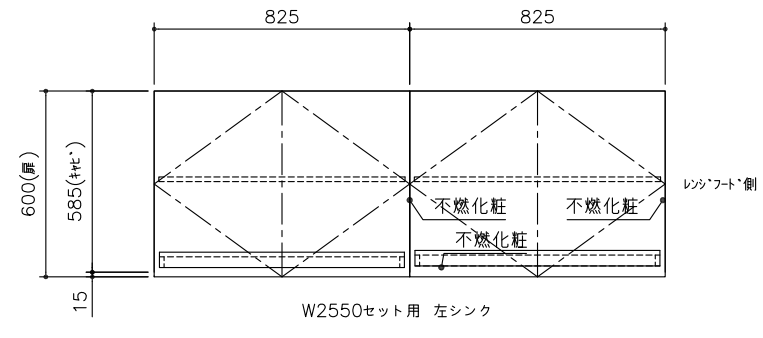 825
825
600(扉)
585(ｷｬﾋﾞ)
15
不燃化粧
不燃化粧
不燃化粧
ﾚﾝｼﾞﾌｰﾄﾞ側
W2550セット用 左シンク